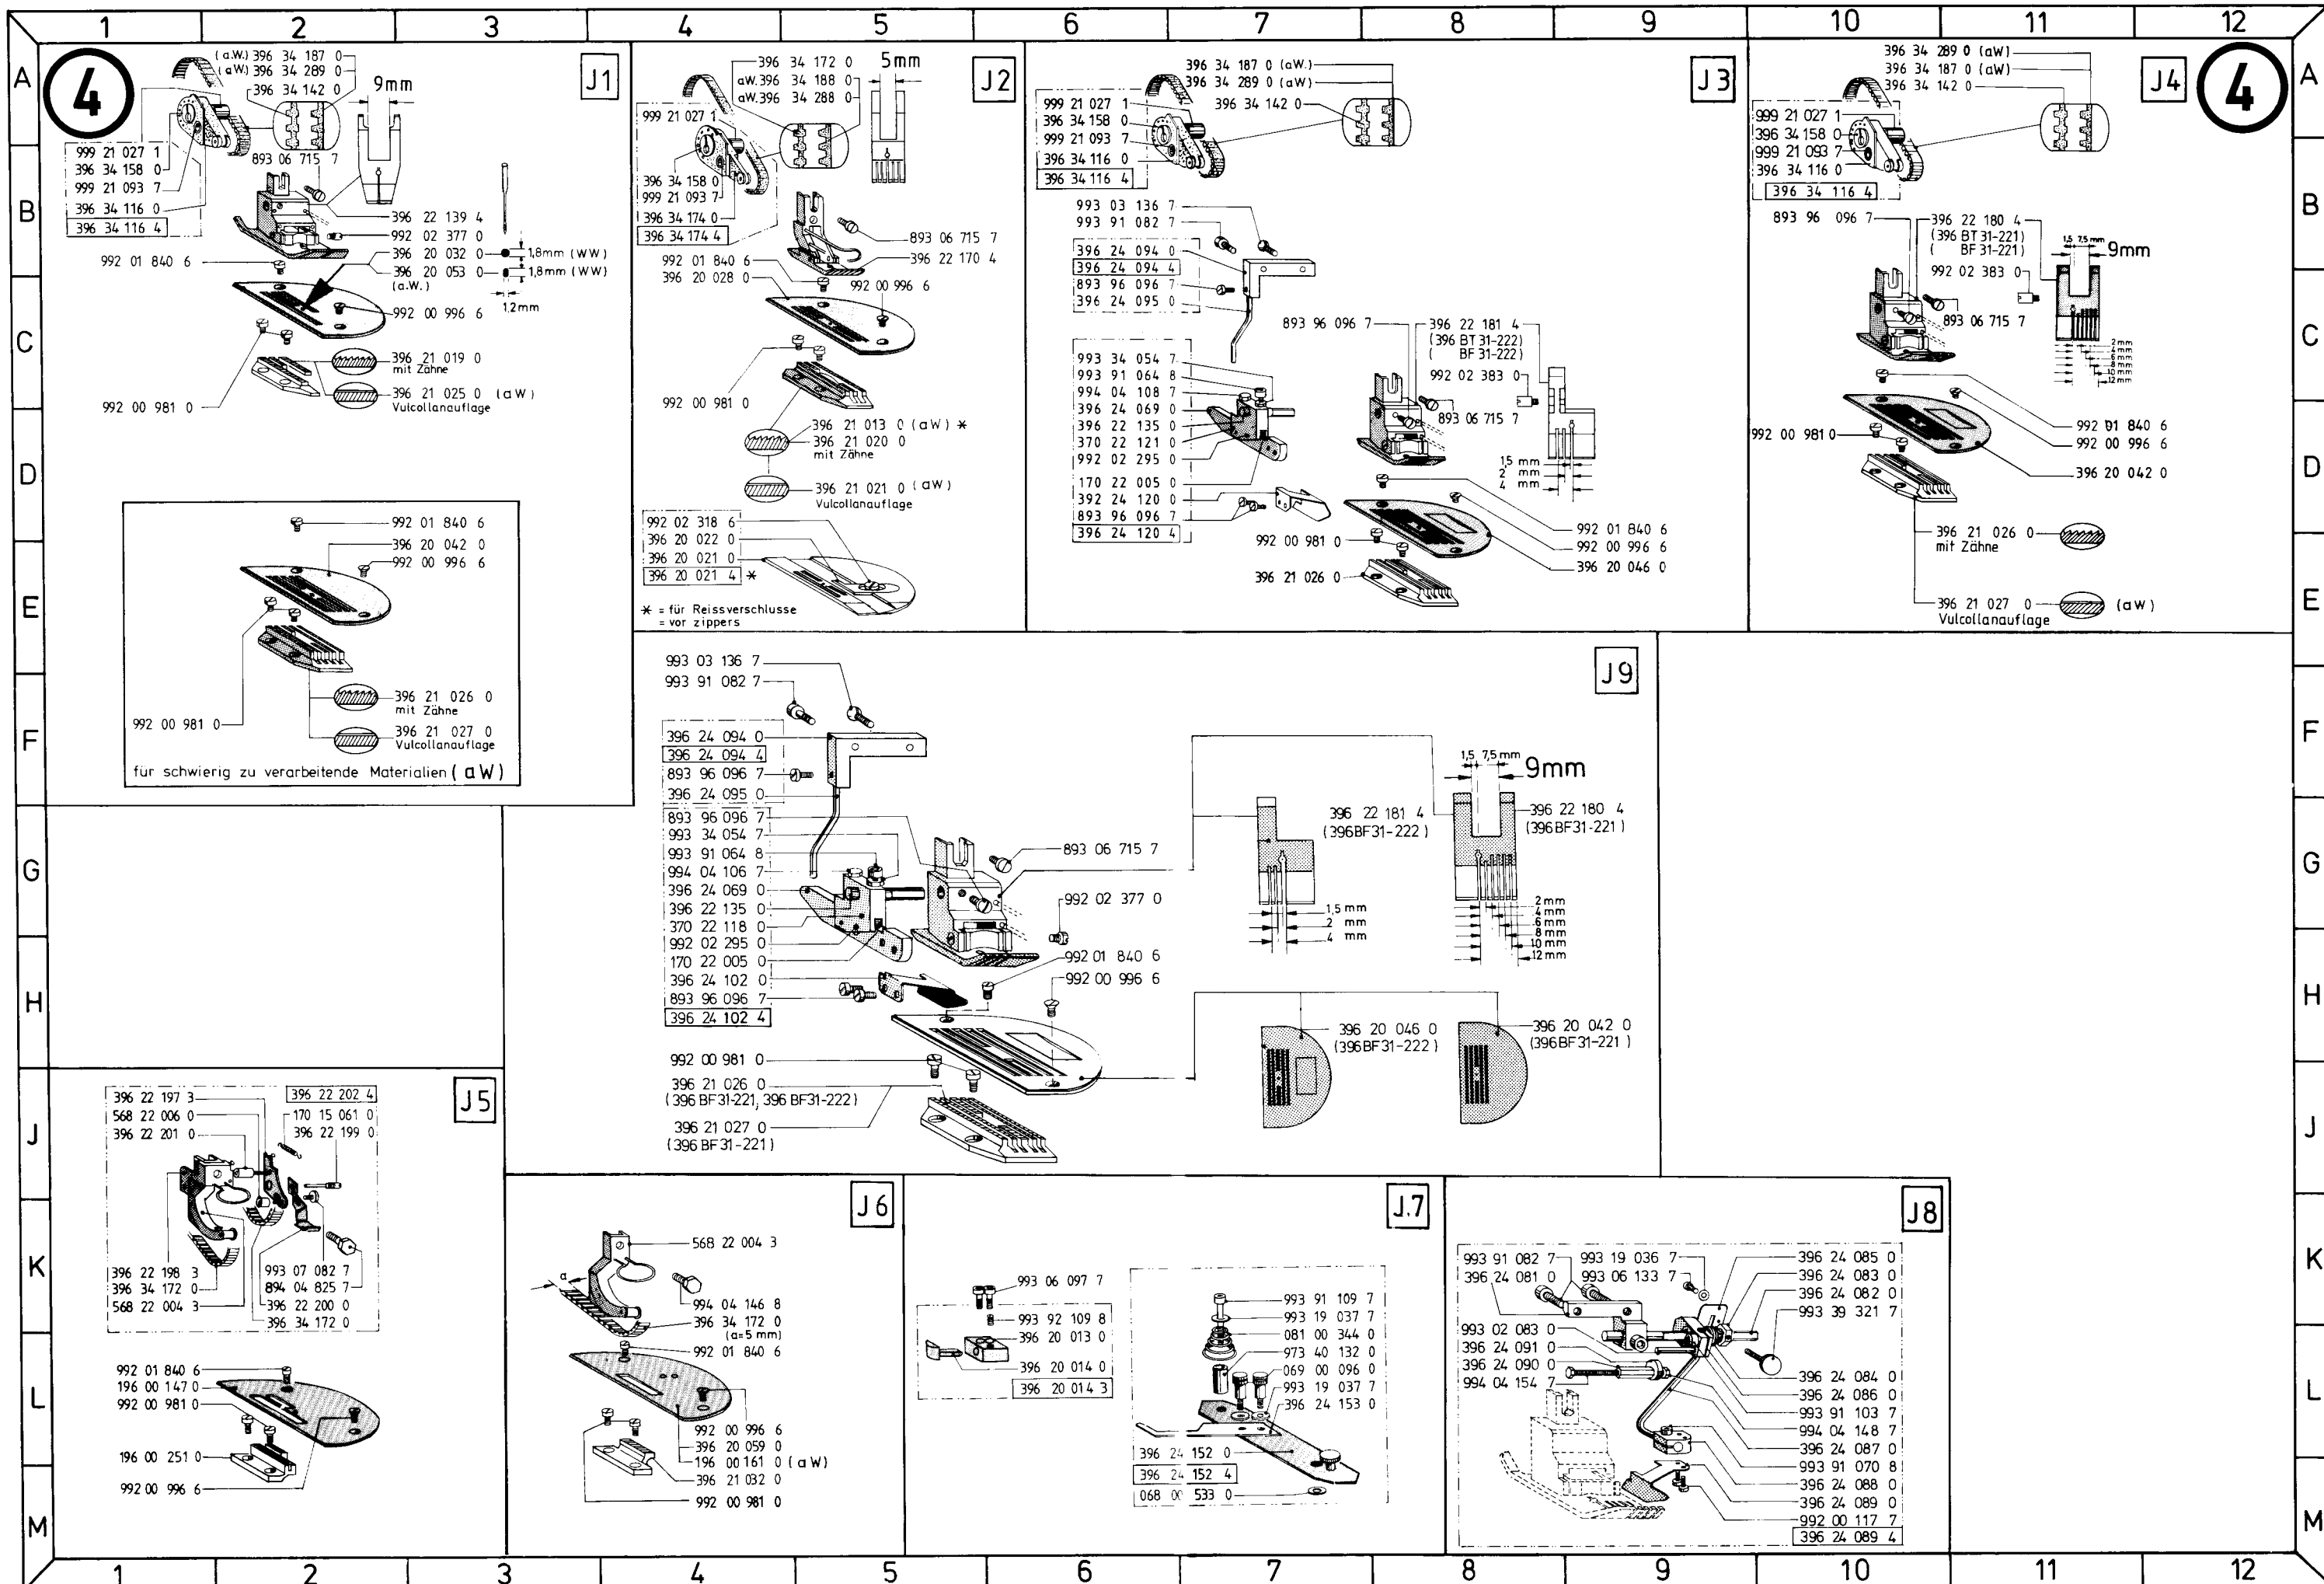 1 2 3 4 5 6 7 8 9 10 11 12
A
B
C
D
E
F
G
H
J
K
L
M
4
J1
(a.W.) 396 34 187 0
(aW.) 396 34 289 0
396 34 142 0
9mm
999 21 027 1
396 34 158 0
999 21 093 7
396 34 116 0
396 34 116 4
893 06 715 7
396 22 139 4
992 02 377 0
396 20 032 0
1,8mm (WW)
396 20 053 0
(a.W.)
1,8mm (WW)
1,2mm
992 01 840 6
992 00 996 6
396 21 019 0
mit Zähne
396 21 025 0 (aW)
Vulcollanauflage
992 00 981 0
992 01 840 6
396 20 042 0
992 00 996 6
396 21 026 0
mit Zähne
992 00 981 0
396 21 027 0
Vulcollanauflage
für schwierig zu verarbeitende Materialien (aW)
J2
396 34 172 0
aW.396 34 188 0
aW.396 34 288 0
5mm
999 21 027 1
396 34 158 0
999 21 093 7
396 34 174 0
396 34 174 4
893 06 715 7
396 22 170 4
992 01 840 6
396 20 028 0
992 00 996 6
992 00 981 0
396 21 013 0 (aW) *
396 21 020 0
mit Zähne
396 21 021 0 (aW)
Vulcollanauflage
992 02 318 6
396 20 022 0
396 20 021 0
396 20 021 4 *
* = für Reissverschlusse
= vor zippers
J3
396 34 187 0 (aW.)
396 34 289 0 (aW)
396 34 142 0
999 21 027 1
396 34 158 0
999 21 093 7
396 34 116 0
396 34 116 4
993 03 136 7
993 91 082 7
396 24 094 0
396 24 094 4
893 96 096 7
396 24 095 0
993 34 054 7
993 91 064 8
994 04 108 7
396 24 069 0
396 22 135 0
370 22 121 0
992 02 295 0
170 22 005 0
392 24 120 0
893 96 096 7
396 24 120 4
893 96 096 7
396 22 181 4
(396 BT 31-222)
( BF 31-222)
992 02 383 0
893 06 715 7
1,5 mm
2 mm
4 mm
992 01 840 6
992 00 996 6
396 20 046 0
992 00 981 0
396 21 026 0
J4
4
396 34 289 0 (aW)
396 34 187 0 (aW)
396 34 142 0
999 21 027 1
396 34 158 0
999 21 093 7
396 34 116 0
396 34 116 4
893 96 096 7
396 22 180 4
(396 BT 31-221)
( BF 31-221)
992 02 383 0
893 06 715 7
1,5 7,5 mm
9mm
2 mm
4 mm
6 mm
8 mm
10 mm
12 mm
992 01 840 6
992 00 996 6
396 20 042 0
992 00 981 0
396 21 026 0
mit Zähne
396 21 027 0 (aW)
Vulcollanauflage
J9
993 03 136 7
993 91 082 7
396 24 094 0
396 24 094 4
893 96 096 7
396 24 095 0
893 96 096 7
993 34 054 7
993 91 064 8
994 04 106 7
396 24 069 0
396 22 135 0
370 22 118 0
992 02 295 0
170 22 005 0
396 24 102 0
893 96 096 7
396 24 102 4
893 06 715 7
992 02 377 0
992 01 840 6
992 00 996 6
992 00 981 0
396 21 026 0
(396 BF31-221, 396 BF31-222)
396 21 027 0
(396 BF31-221)
396 22 181 4
(396BF31-222)
1,5 mm
2 mm
4 mm
1,5 7,5 mm
9mm
396 22 180 4
(396BF31-221)
2 mm
4 mm
6 mm
8 mm
10 mm
12 mm
396 20 046 0
(396BF31-222)
396 20 042 0
(396BF31-221)
J5
396 22 197 3
568 22 006 0
396 22 201 0
396 22 202 4
170 15 061 0
396 22 199 0
396 22 198 3
396 34 172 0
568 22 004 3
993 07 082 7
894 04 825 7
396 22 200 0
396 34 172 0
992 01 840 6
196 00 147 0
992 00 981 0
196 00 251 0
992 00 996 6
J6
568 22 004 3
a
994 04 146 8
396 34 172 0
(a=5 mm)
992 01 840 6
992 00 996 6
396 20 059 0
196 00 161 0 (aW)
396 21 032 0
992 00 981 0
J.7
993 06 097 7
993 92 109 8
396 20 013 0
396 20 014 0
396 20 014 3
993 91 109 7
993 19 037 7
081 00 344 0
973 40 132 0
069 00 096 0
993 19 037 7
396 24 153 0
396 24 152 0
396 24 152 4
068 00 533 0
J8
993 91 082 7
396 24 081 0
993 19 036 7
993 06 133 7
396 24 085 0
396 24 083 0
396 24 082 0
993 39 321 7
993 02 083 0
396 24 091 0
396 24 090 0
994 04 154 7
396 24 084 0
396 24 086 0
993 91 103 7
994 04 148 7
396 24 087 0
993 91 070 8
396 24 088 0
396 24 089 0
992 00 117 7
396 24 089 4
A
B
C
D
E
F
G
H
J
K
L
M
1 2 3 4 5 6 7 8 9 10 11 12